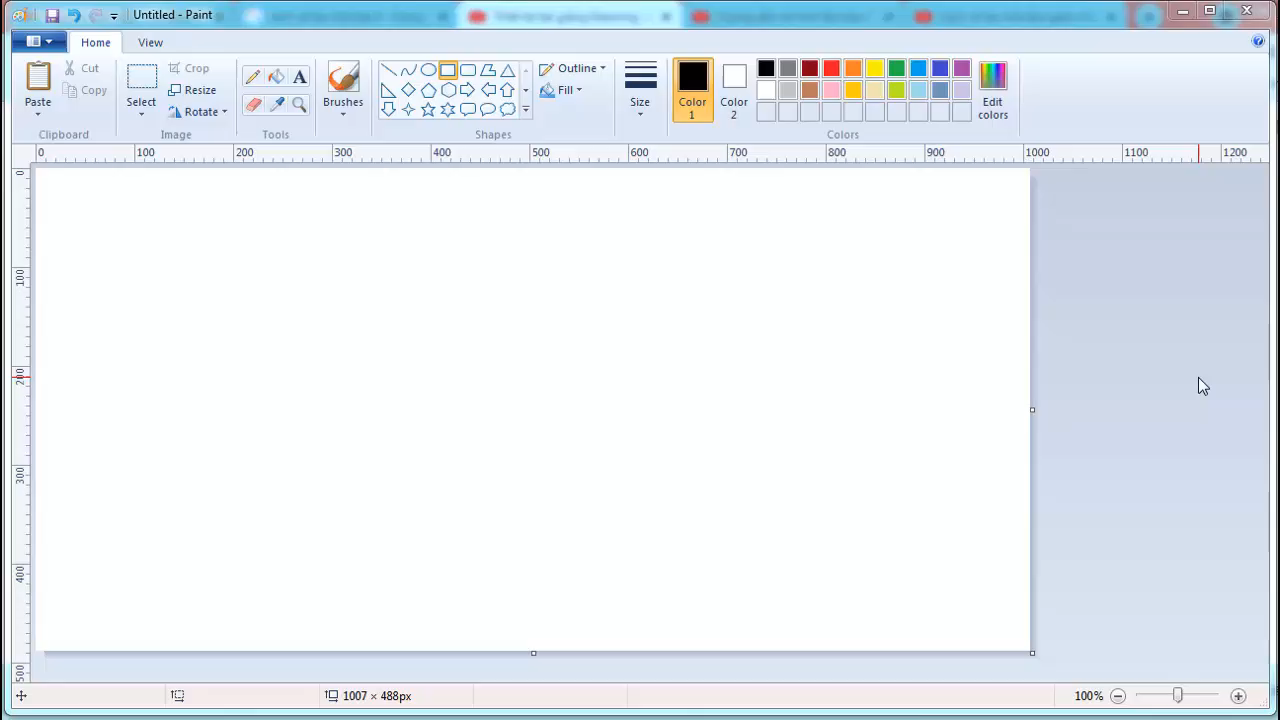 Untitled - Paint
Home View
Paste
Cut
Copy
Clipboard
Select
Crop
Resize
Rotate
Image
A
Tools
Brushes
Shapes
Outline
Fill
Size
Color 1
Color 2
Edit colors
Colors
0 100 200 300 400 500 600 700 800 900 1000 1100 1200
0
100
200
300
400
500
1007 × 488px
100%